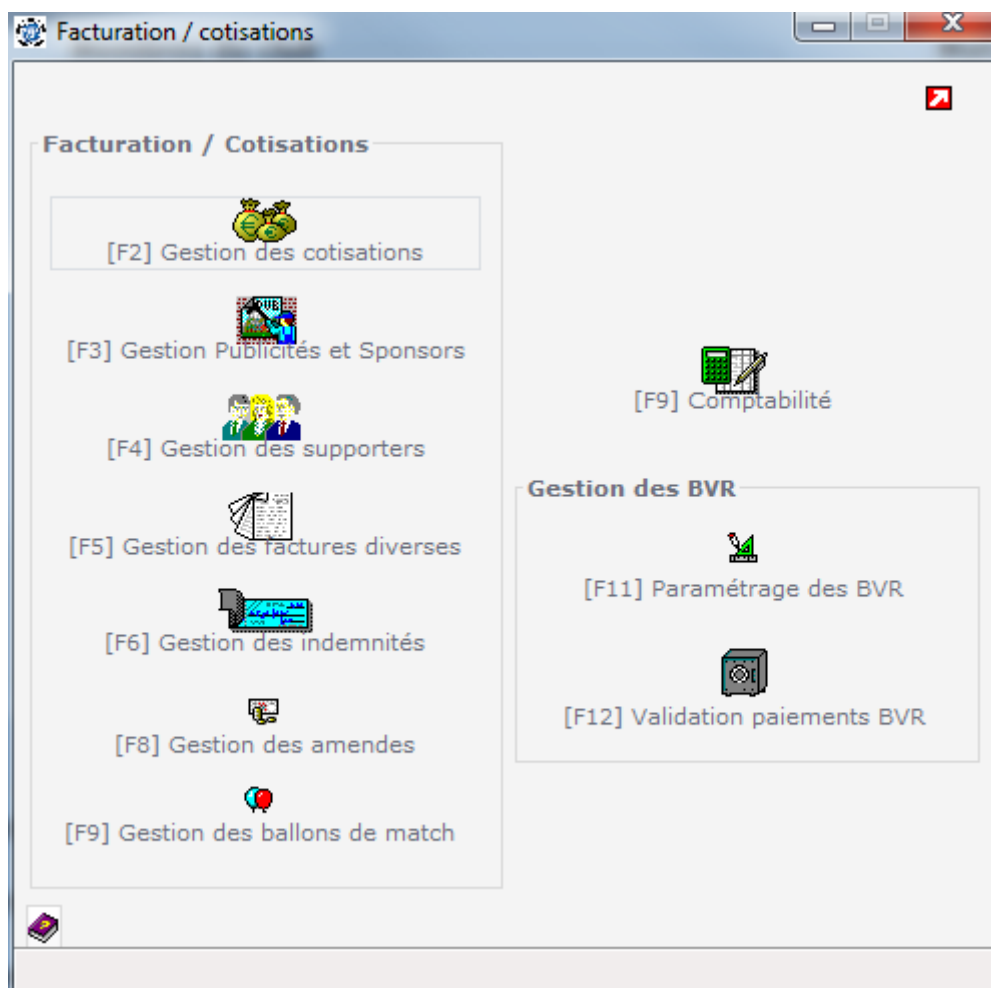 Facturation / cotisations
Facturation / Cotisations
[F2] Gestion des cotisations
PUB
[F3] Gestion Publicités et Sponsors
[F4] Gestion des supporters
[F5] Gestion des factures diverses
[F6] Gestion des indemnités
[F8] Gestion des amendes
[F9] Gestion des ballons de match
[F9] Comptabilité
Gestion des BVR
[F11] Paramétrage des BVR
[F12] Validation paiements BVR